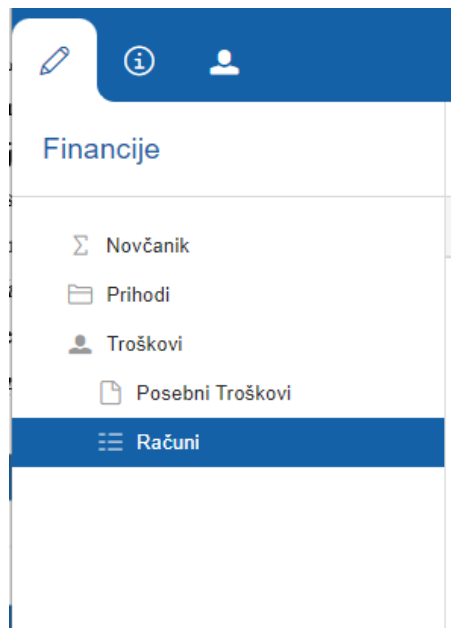 Financije
Novčanik
Prihodi
Troškovi
Posebni Troškovi
Računi